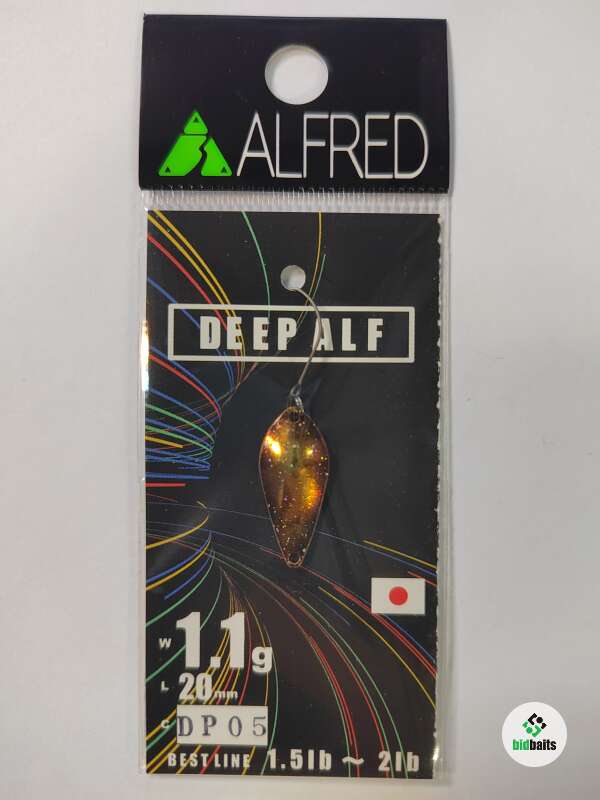 ALFRED
DEEP ALF
W 1.1g
L 20mm
C DP05
BEST LINE 1.5lb ~ 2lb
bidbaits